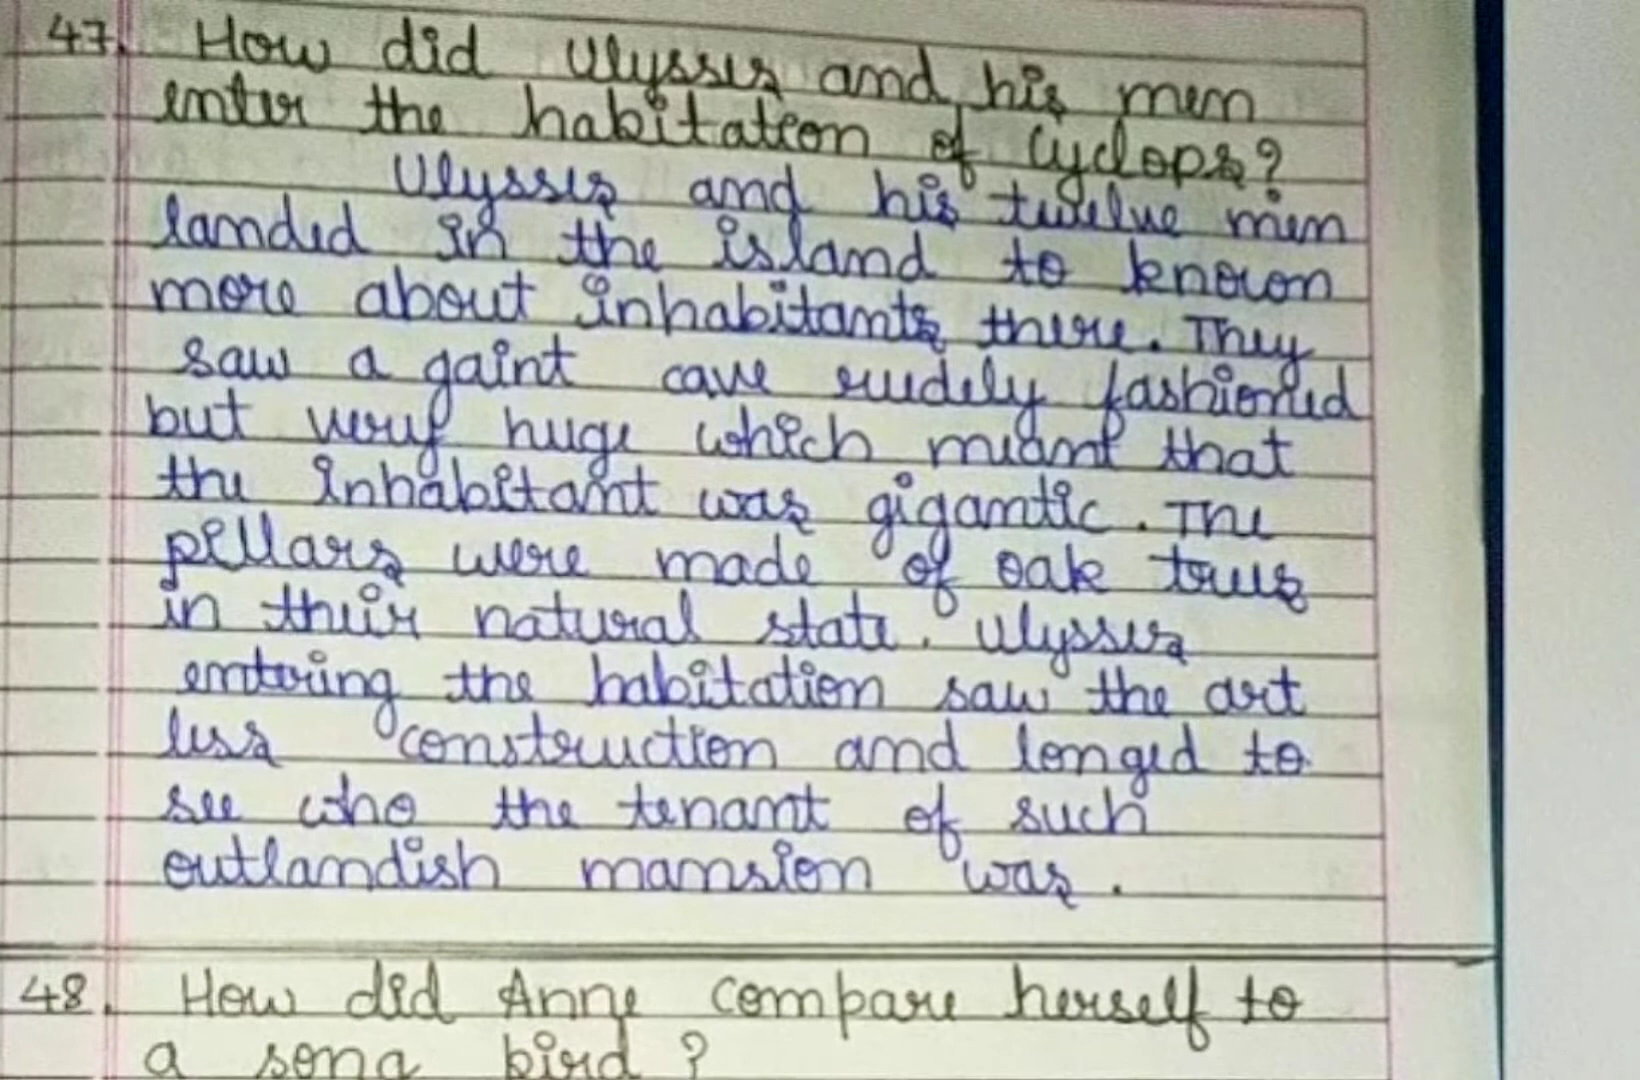 47. How did Ulysses and his men
enter the habitation of Cyclops?
Ulysses and his twelve men
landed in the island to known
more about inhabitants there. They
saw a gaint cave rudely fashioned
but very huge which meant that
the inhabitant was gigantic. The
pillars were made of oak trees
in their natural state. Ulysses
entering the habitation saw the art
less construction and longed to
see who the tenant of such
outlandish mansion was.
48. How did Anne compare herself to
a song bird?